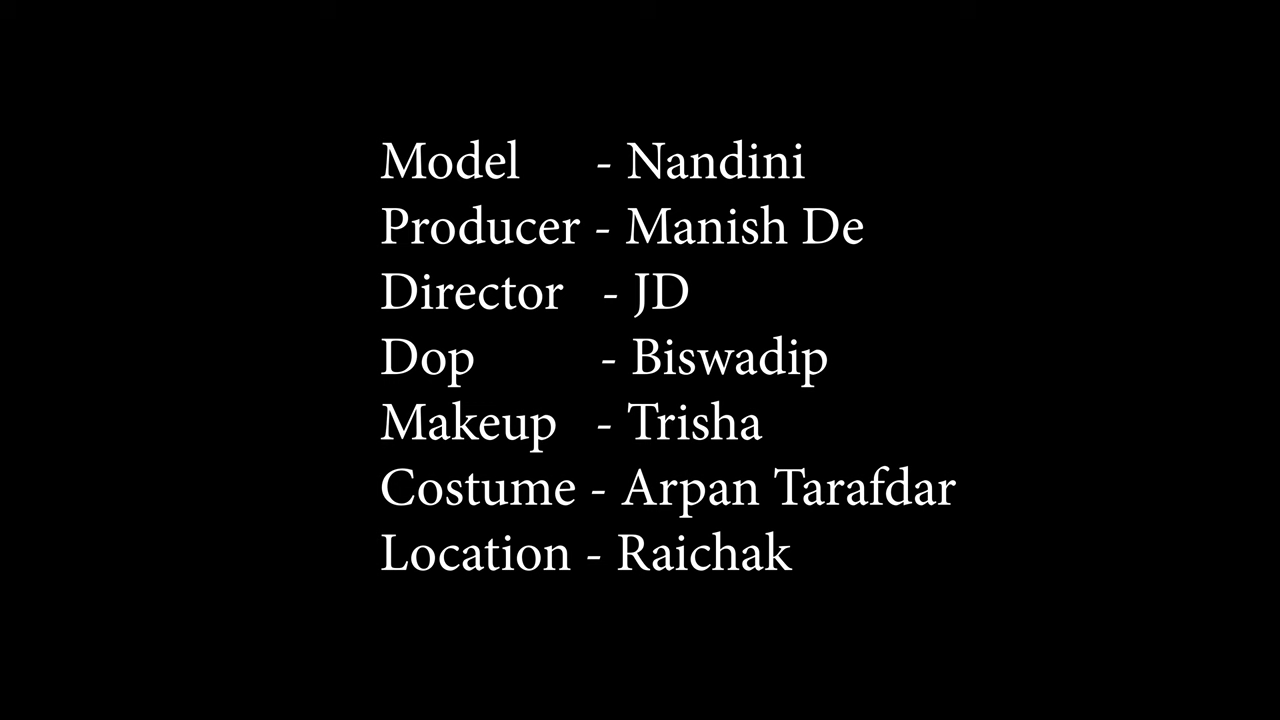 Model - Nandini
Producer - Manish De
Director - JD
Dop - Biswadip
Makeup - Trisha
Costume - Arpan Tarafdar
Location - Raichak